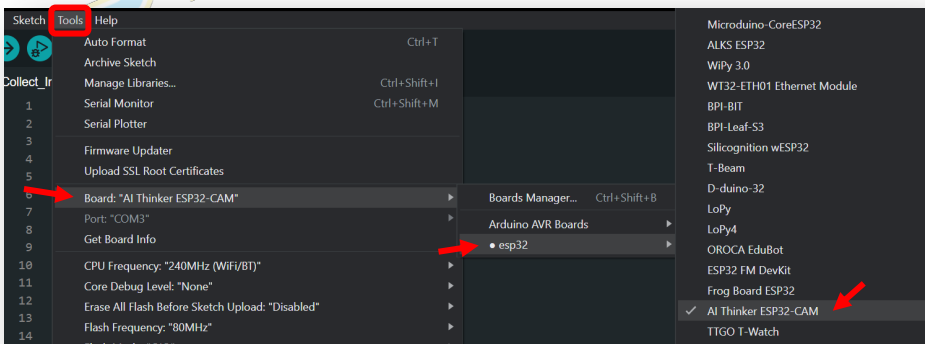 Sketch Tools Help
Collect_Ir
1
2
3
4
5
6
7
8
9
10
11
12
13
14
Auto Format Ctrl+T
Archive Sketch
Manage Libraries... Ctrl+Shift+I
Serial Monitor Ctrl+Shift+M
Serial Plotter
Firmware Updater
Upload SSL Root Certificates
Board: "AI Thinker ESP32-CAM"
Port: "COM3"
Get Board Info
CPU Frequency: "240MHz (WiFi/BT)"
Core Debug Level: "None"
Erase All Flash Before Sketch Upload: "Disabled"
Flash Frequency: "80MHz"
Boards Manager... Ctrl+Shift+B
Arduino AVR Boards
● esp32
Microduino-CoreESP32
ALKS ESP32
WiPy 3.0
WT32-ETH01 Ethernet Module
BPI-BIT
BPI-Leaf-S3
Silicognition wESP32
T-Beam
D-duino-32
LoPy
LoPy4
OROCA EduBot
ESP32 FM DevKit
Frog Board ESP32
✓ AI Thinker ESP32-CAM
TTGO T-Watch